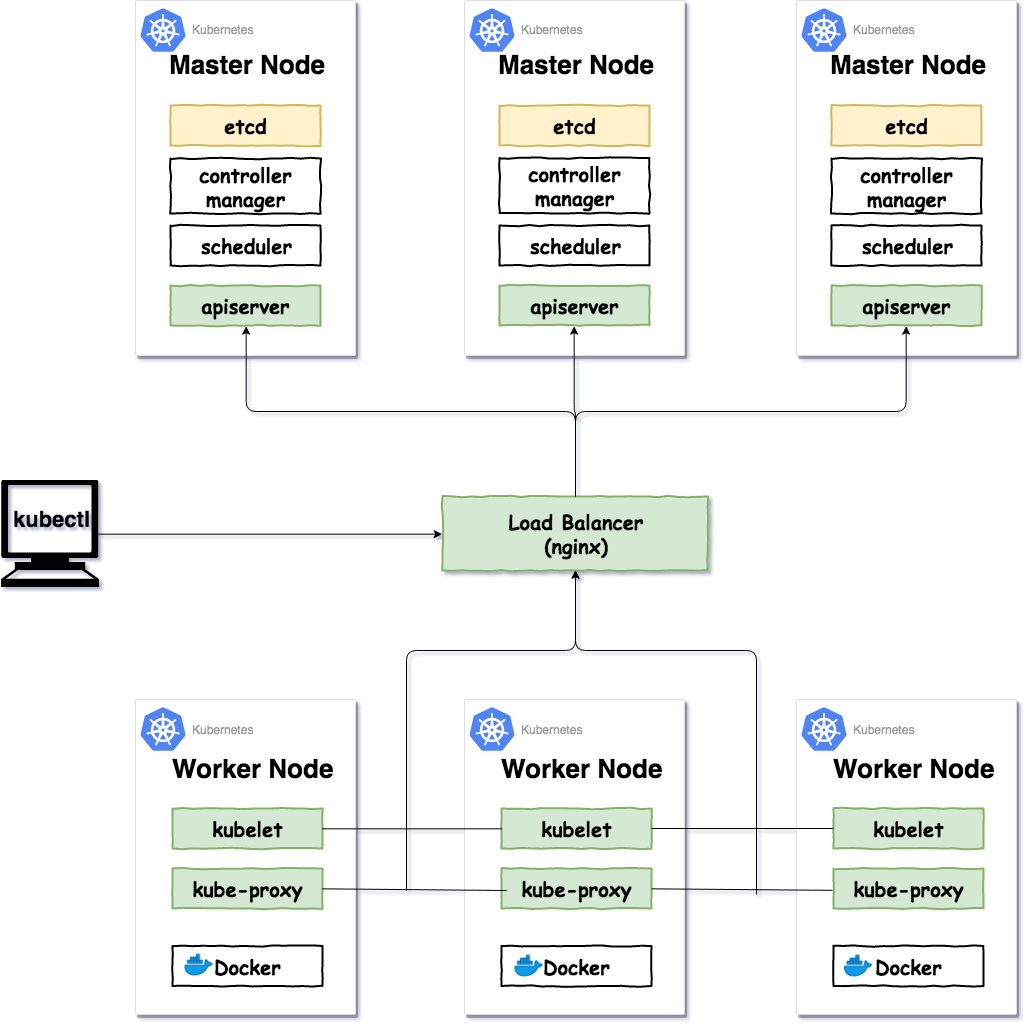 Kubernetes
Master Node
etcd
controller
manager
scheduler
apiserver
Kubernetes
Master Node
etcd
controller
manager
scheduler
apiserver
Kubernetes
Master Node
etcd
controller
manager
scheduler
apiserver
kubectl
Load Balancer
(nginx)
Kubernetes
Worker Node
kubelet
kube-proxy
Docker
Kubernetes
Worker Node
kubelet
kube-proxy
Docker
Kubernetes
Worker Node
kubelet
kube-proxy
Docker